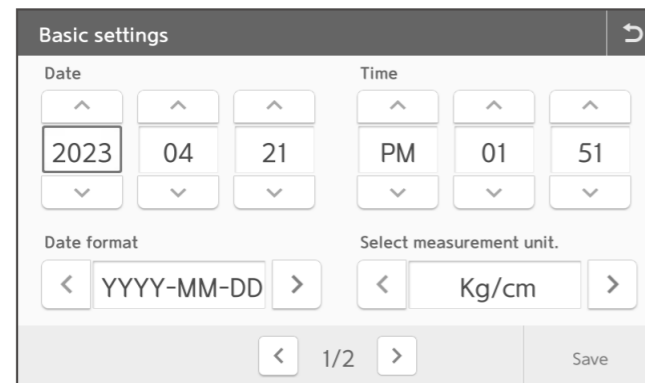 Basic settings
Date
Time
2023 04 21
PM 01 51
Date format
Select measurement unit.
YYYY-MM-DD
Kg/cm
1/2
Save